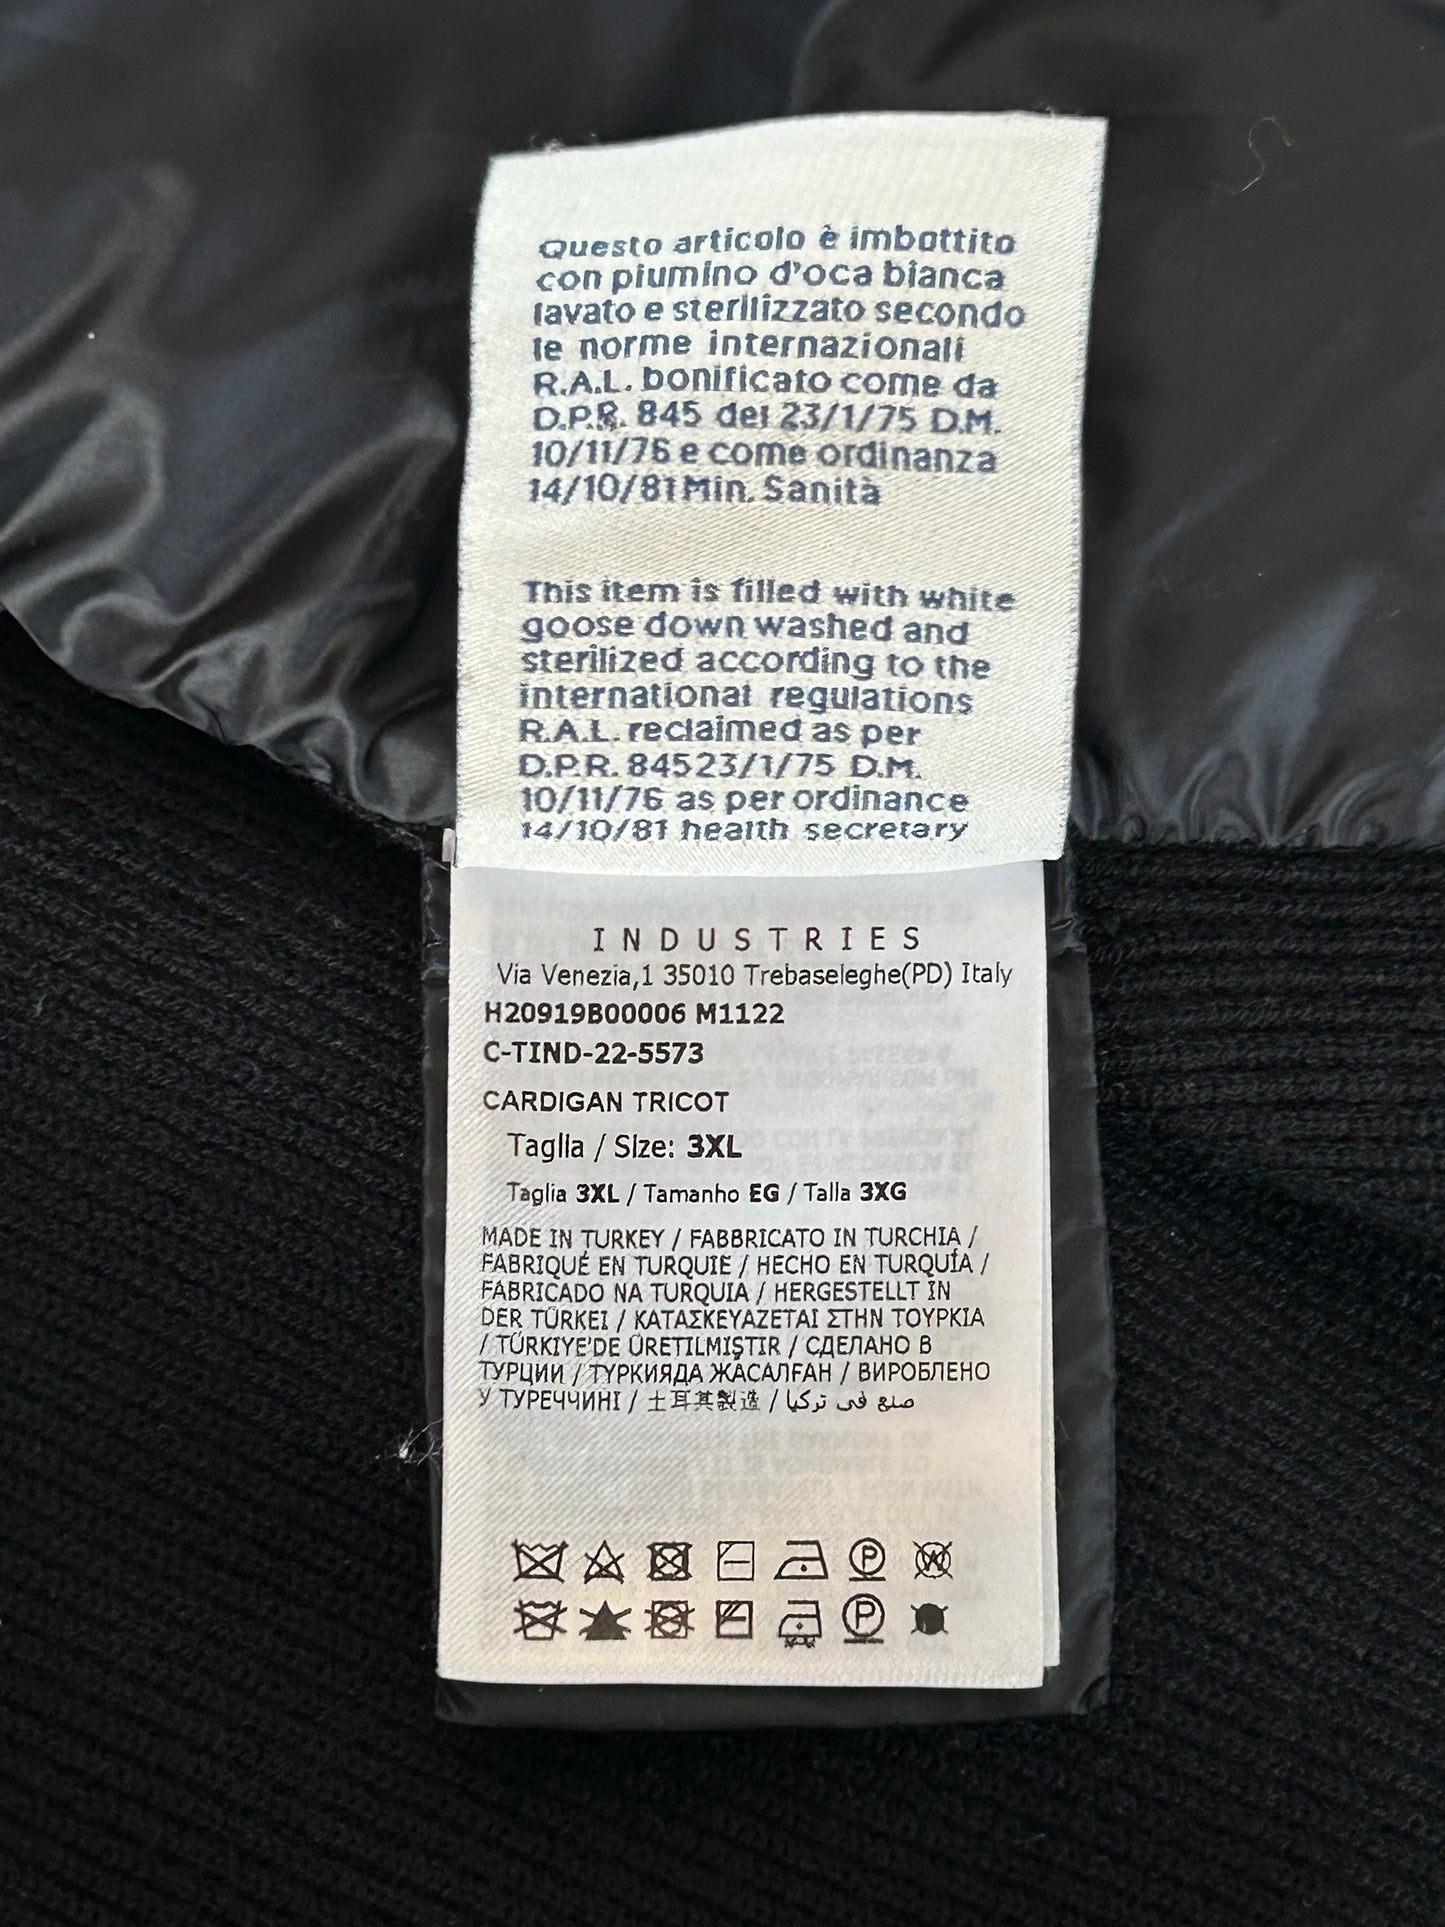 Questo articolo è imbottito
con piumino d'oca bianca
lavato e sterilizzato secondo
le norme internazionali
R.A.L. bonificato come da
D.P.R. 845 del 23/1/75 D.M.
10/11/76 e come ordinanza
14/10/81 Min. Sanità
This item is filled with white
goose down washed and
sterilized according to the
international regulations
R.A.L. reclaimed as per
D.P.R. 84523/1/75 D.M.
10/11/76 as per ordinance
14/10/81 health secretary
INDUSTRIES
Via Venezia,1 35010 Trebaseleghe(PD) Italy
H20919B00006 M1122
C-TIND-22-5573
CARDIGAN TRICOT
Taglia / Size: 3XL
Taglia 3XL / Tamanho EG / Talla 3XG
MADE IN TURKEY / FABBRICATO IN TURCHIA /
FABRIQUÉ EN TURQUIE / HECHO EN TURQUÍA /
FABRICADO NA TURQUIA / HERGESTELLT IN
DER TÜRKEI / ΚΑΤΑΣΚΕΥΑΖΕΤΑΙ ΣΤΗΝ ΤΟΥΡΚΙΑ
/ TÜRKIYE'DE ÜRETILMIŞTIR / СДЕЛАНО В
ТУРЦИИ / ТҮРКИЯДА ЖАСАЛҒАН / ВИРОБЛЕНО
У ТУРЕЧЧИНІ / 土耳其製造 / صنع في تركيا
P W
P